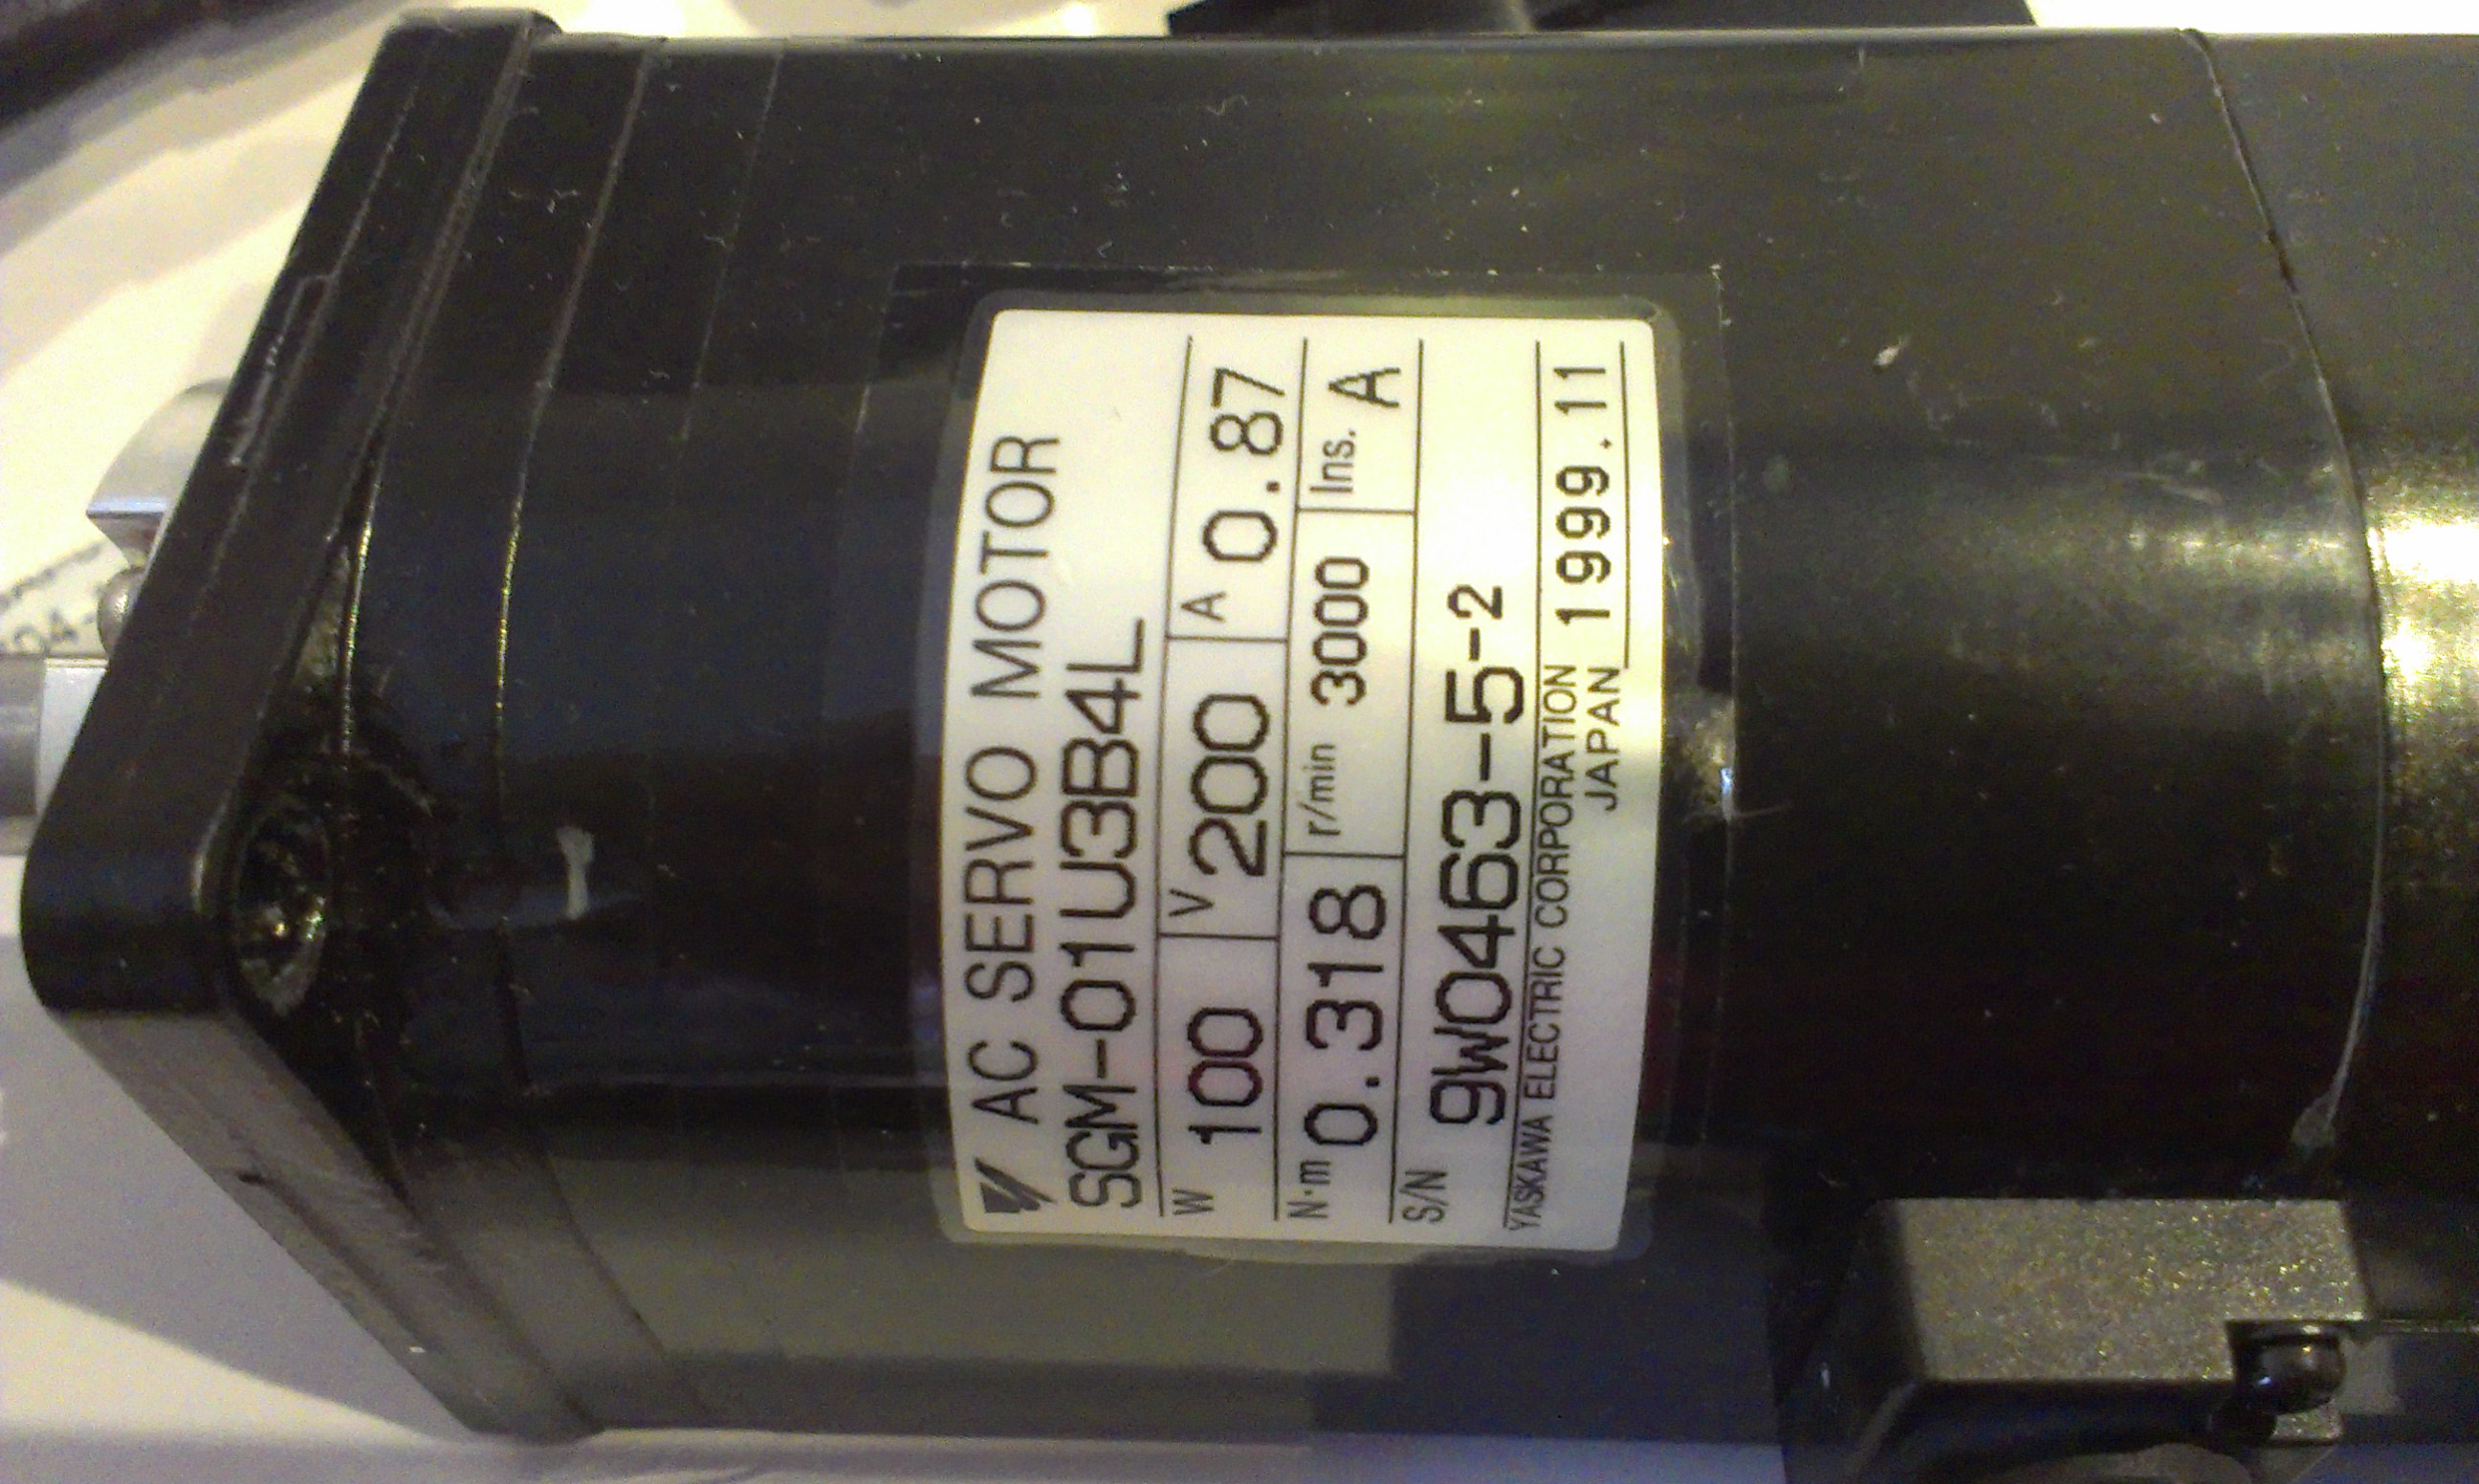 AC SERVO MOTOR
SGM-01U3B4L
W 100 V 200 A 0.87
N·m 0.318 r/min 3000 Ins. A
S/N 9W0463-5-2
YASKAWA ELECTRIC CORPORATION 1999.11
JAPAN